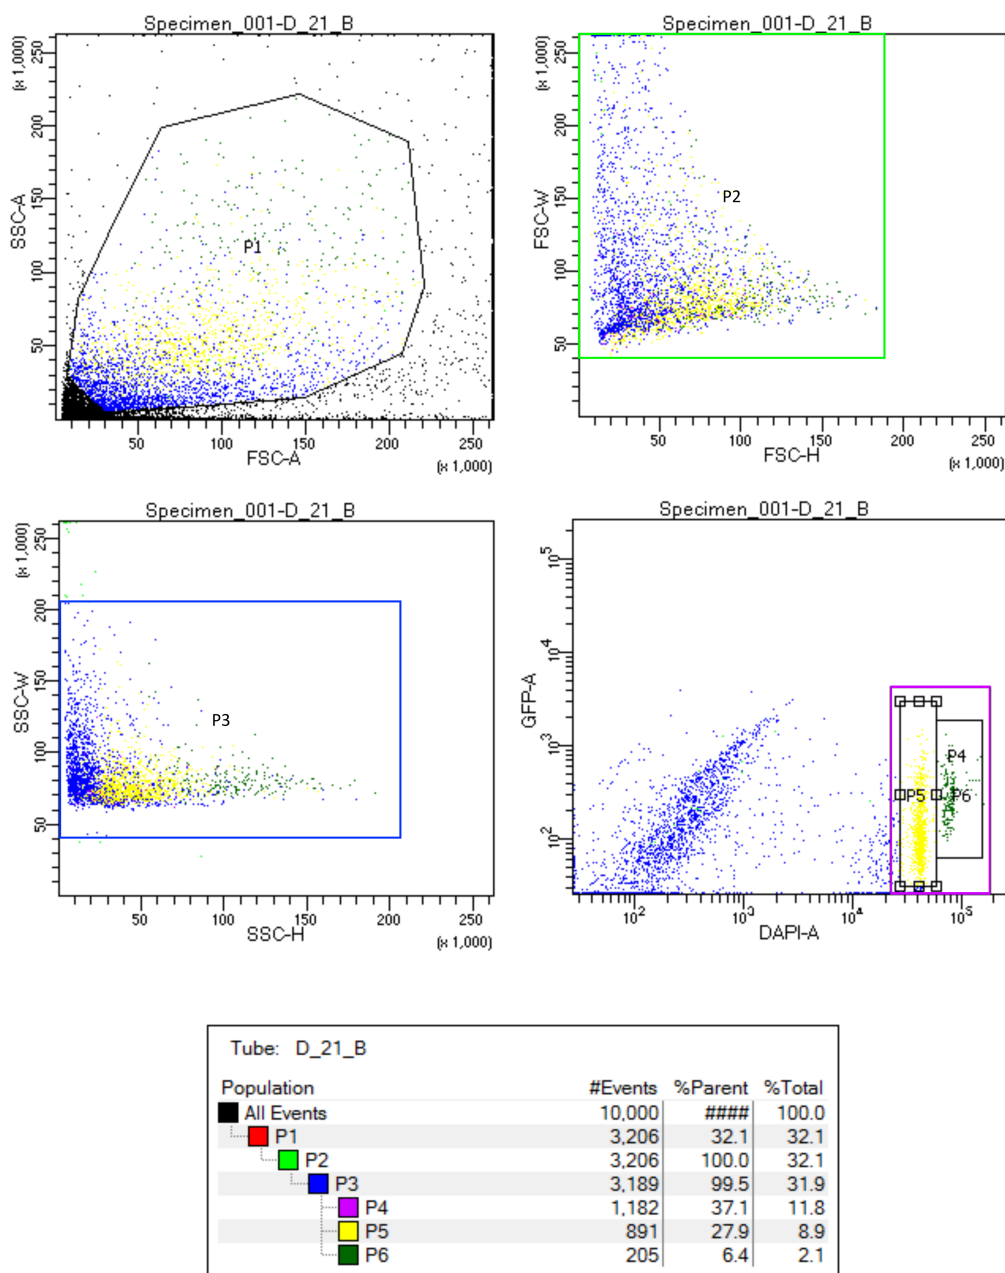 Specimen_001-D_21_B
SSC-A
(x 1,000)
250
200
150
100
50
P1
50 100 150 200 250
FSC-A
(x 1,000)
Specimen_001-D_21_B
FSC-W
(x 1,000)
250
200
150
100
50
P2
50 100 150 200 250
FSC-H
(x 1,000)
Specimen_001-D_21_B
SSC-W
(x 1,000)
250
200
150
100
50
P3
50 100 150 200 250
SSC-H
(x 1,000)
Specimen_001-D_21_B
GFP-A
10^5
10^4
10^3
10^2
P4
P5 P6
10^2 10^3 10^4 10^5
DAPI-A
Tube: D_21_B
Population #Events %Parent %Total
All Events 10,000 #### 100.0
P1 3,206 32.1 32.1
P2 3,206 100.0 32.1
P3 3,189 99.5 31.9
P4 1,182 37.1 11.8
P5 891 27.9 8.9
P6 205 6.4 2.1